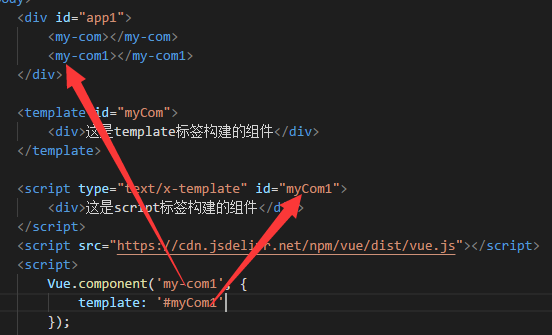 <div id="app1">
<my-com></my-com>
<my-com1></my-com1>
</div>
<template id="myCom">
<div>这是template标签构建的组件</div>
</template>
<script type="text/x-template" id="myCom1">
<div>这是script标签构建的组件</div>
</script>
<script src="https://cdn.jsdelivr.net/npm/vue/dist/vue.js"></script>
<script>
Vue.component('my-com1', {
template: '#myCom1'
});